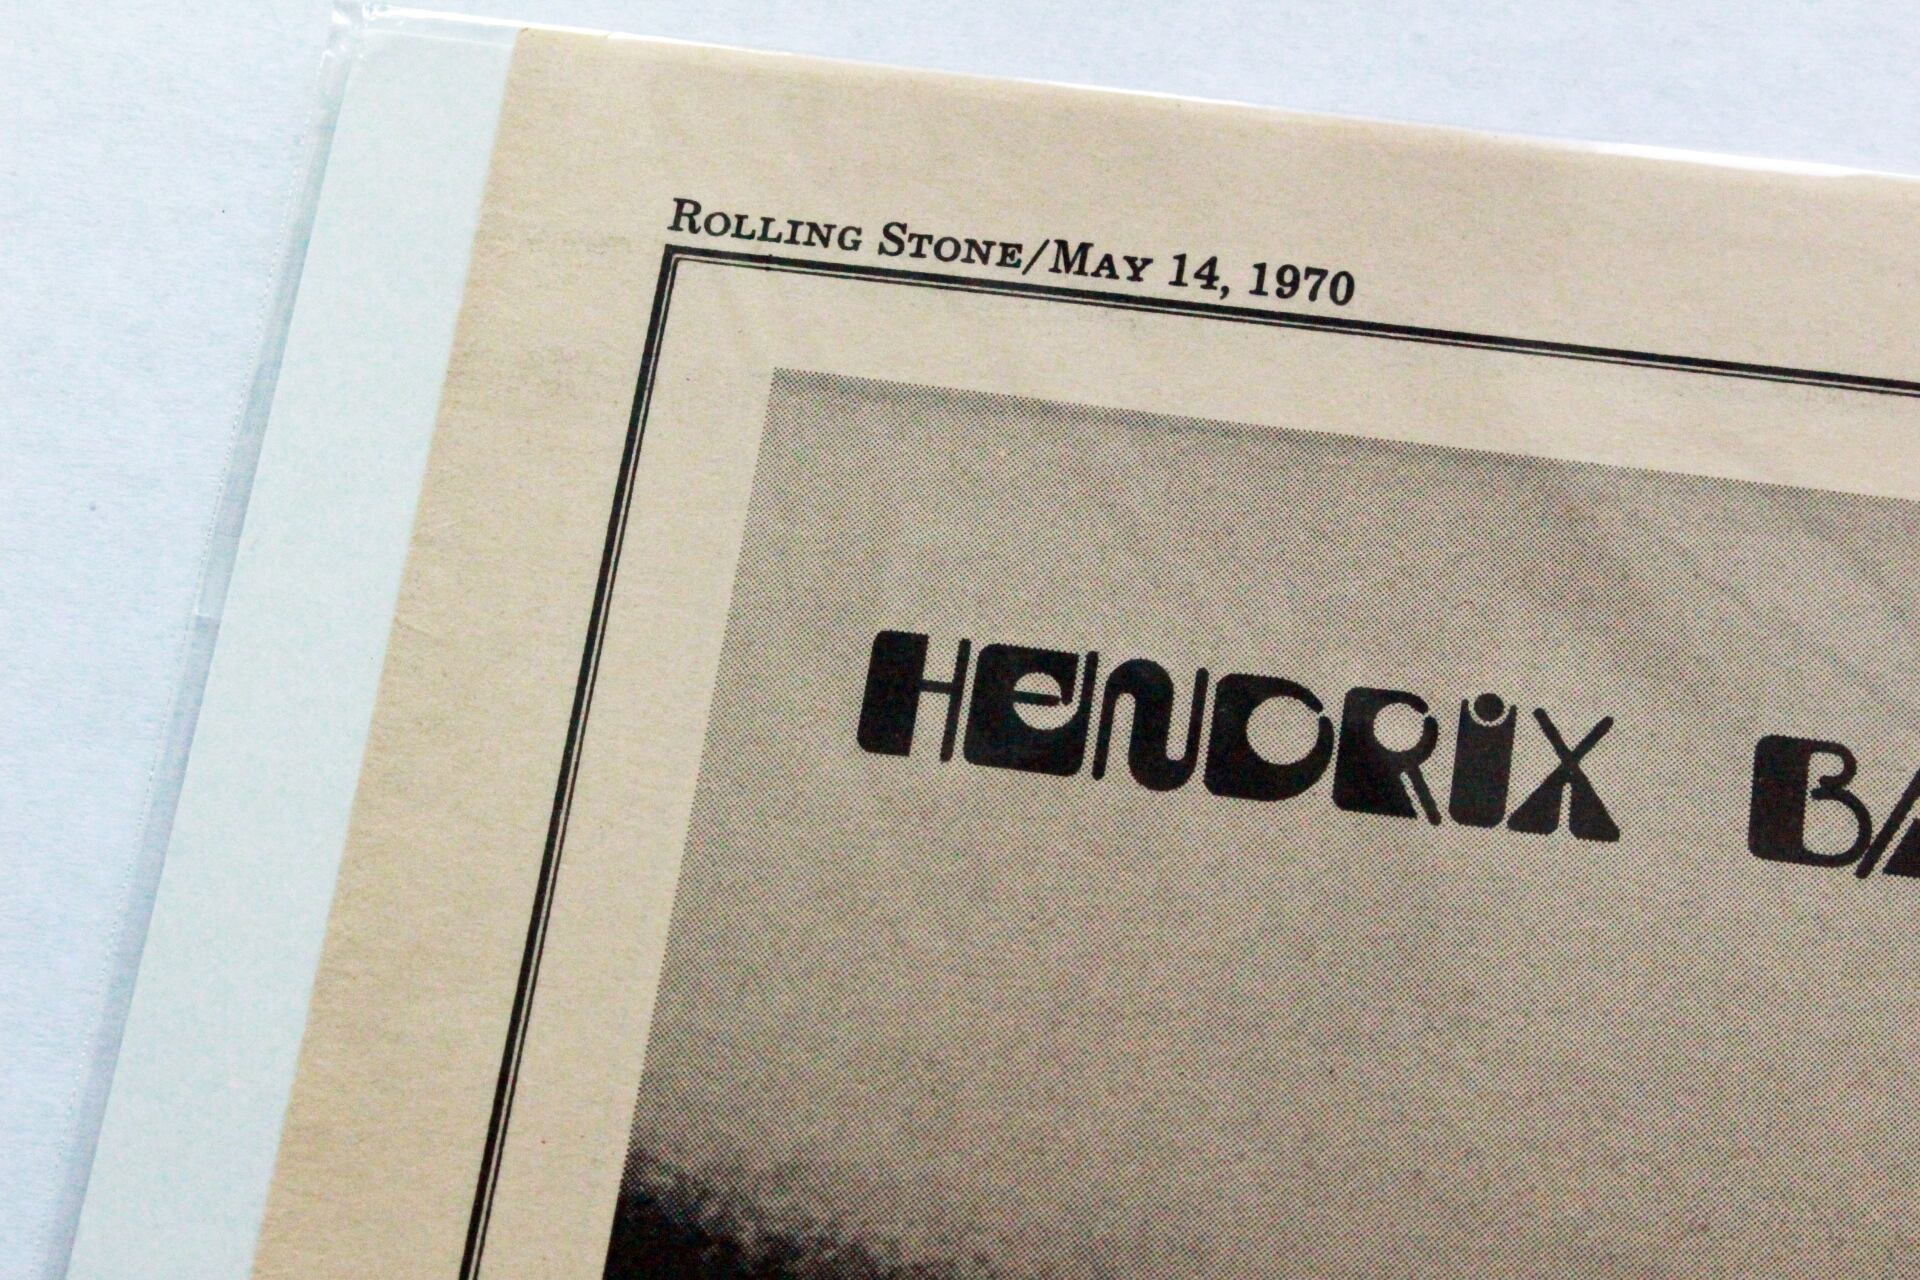 Rolling Stone/May 14, 1970
HeNDRiX